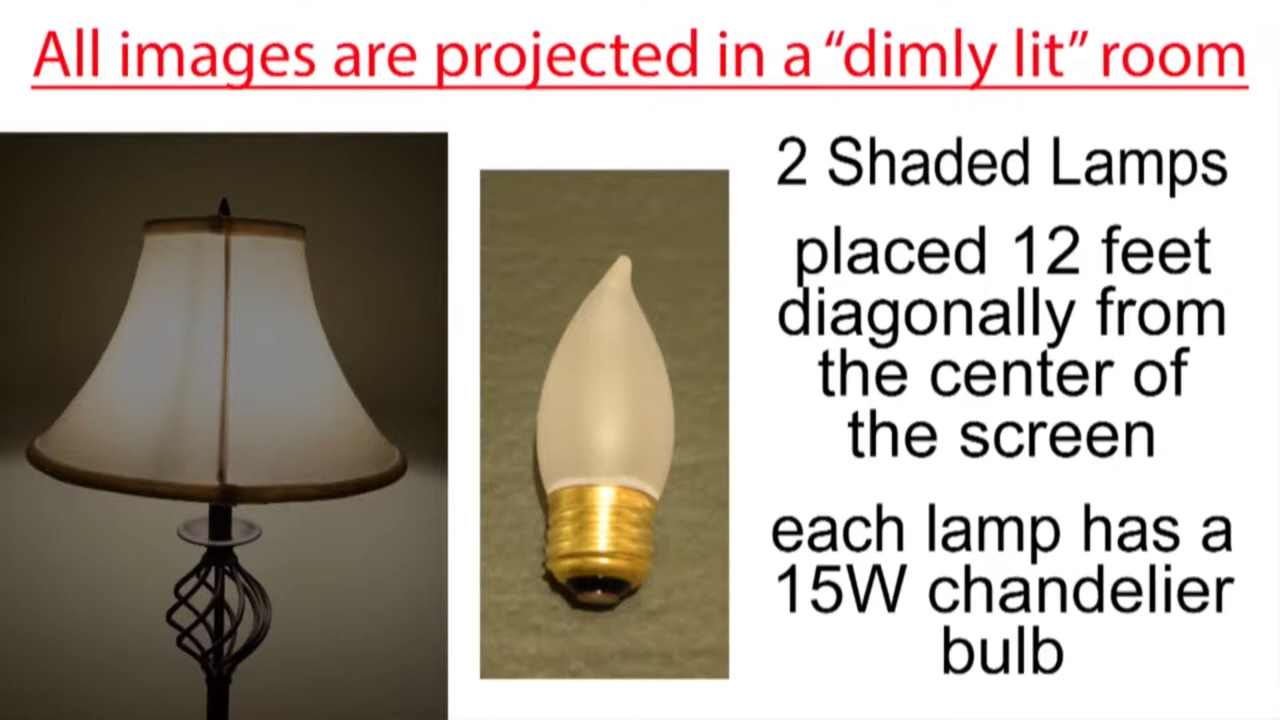 All images are projected in a “dimly lit” room
2 Shaded Lamps
placed 12 feet
diagonally from
the center of
the screen
each lamp has a
15W chandelier
bulb